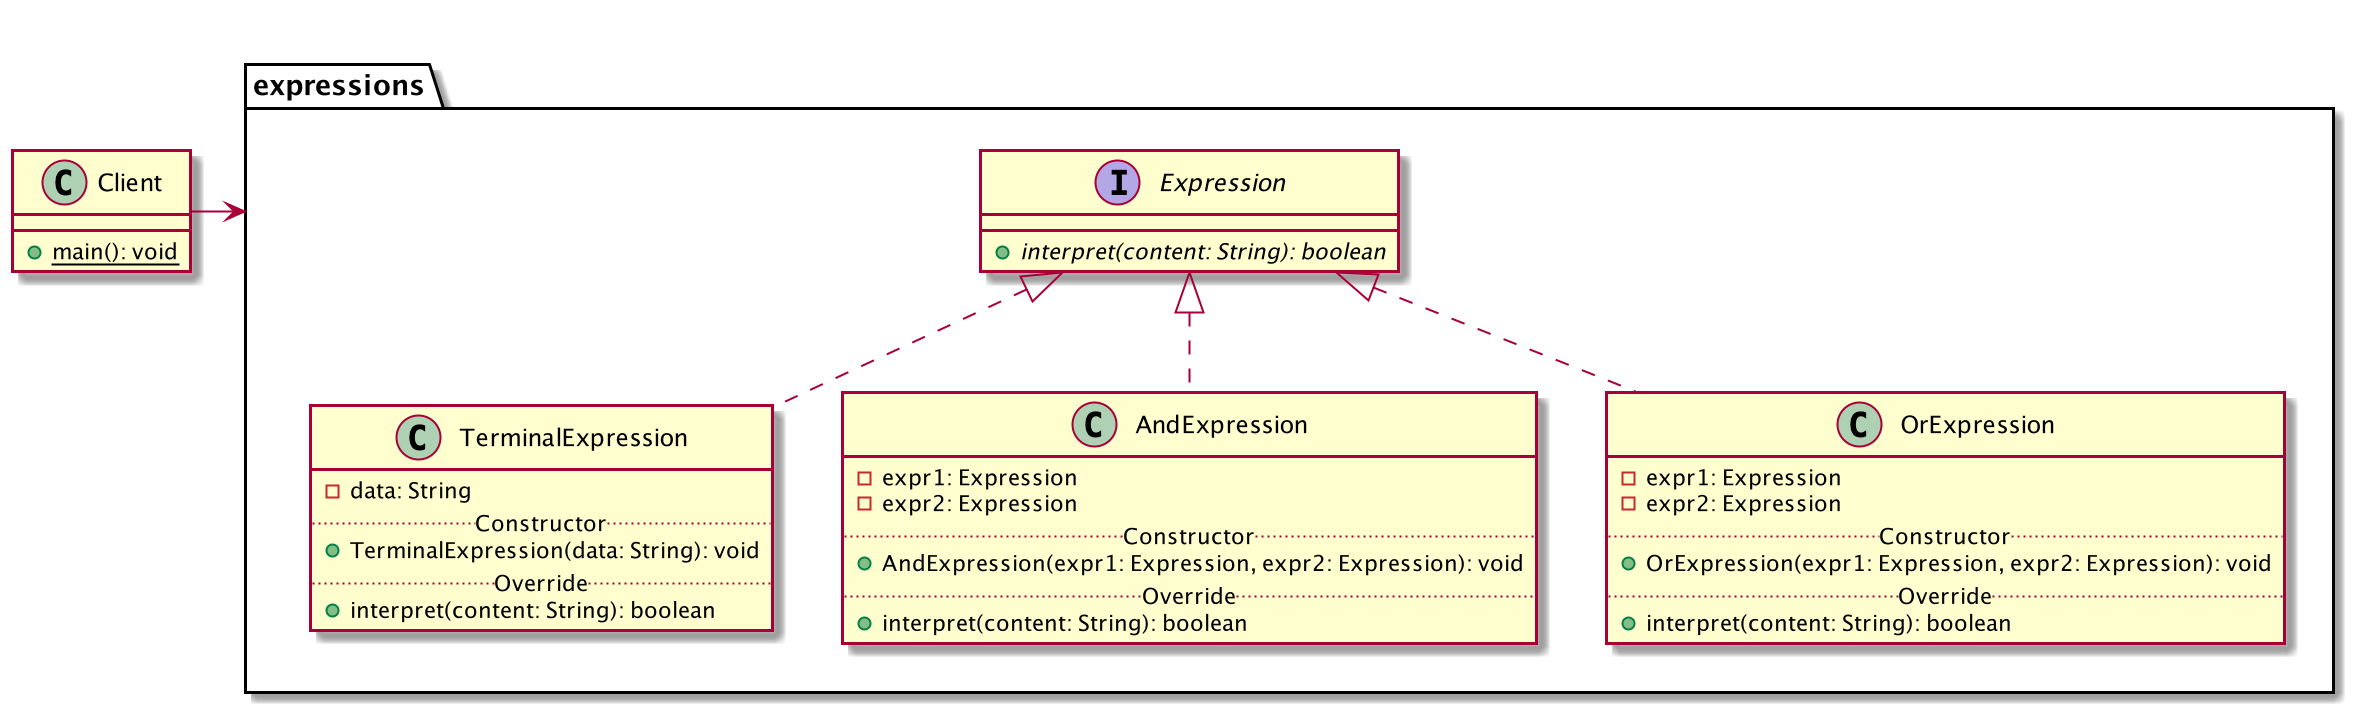 expressions
C Client
main(): void
I Expression
interpret(content: String): boolean
C TerminalExpression
data: String
Constructor
TerminalExpression(data: String): void
Override
interpret(content: String): boolean
C AndExpression
expr1: Expression
expr2: Expression
Constructor
AndExpression(expr1: Expression, expr2: Expression): void
Override
interpret(content: String): boolean
C OrExpression
expr1: Expression
expr2: Expression
Constructor
OrExpression(expr1: Expression, expr2: Expression): void
Override
interpret(content: String): boolean